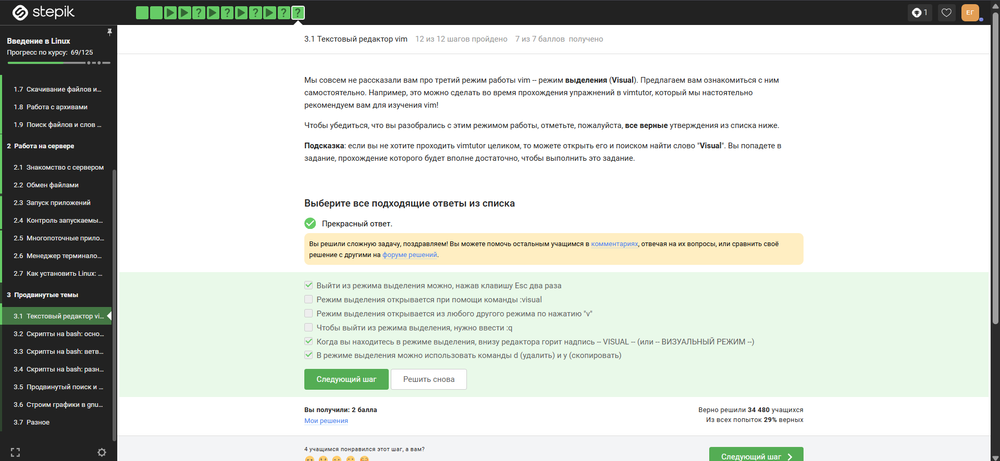 stepik
1
ЕГ
Введение в Linux
Прогресс по курсу: 69/125
1.7 Скачивание файлов и...
1.8 Работа с архивами
1.9 Поиск файлов и слов ...
2 Работа на сервере
2.1 Знакомство с сервером
2.2 Обмен файлами
2.3 Запуск приложений
2.4 Контроль запускаемы...
2.5 Многопоточные прило...
2.6 Менеджер терминало...
2.7 Как установить Linux: ...
3 Продвинутые темы
3.1 Текстовый редактор vi...
3.2 Скрипты на bash: осно...
3.3 Скрипты на bash: ветв...
3.4 Скрипты на bash: разн...
3.5 Продвинутый поиск и ...
3.6 Строим графики в gnu...
3.7 Разное
3.1 Текстовый редактор vim 12 из 12 шагов пройдено 7 из 7 баллов получено
Мы совсем не рассказали вам про третий режим работы vim -- режим выделения (Visual). Предлагаем вам ознакомиться с ним
самостоятельно. Например, это можно сделать во время прохождения упражнений в vimtutor, который мы настоятельно
рекомендуем вам для изучения vim!
Чтобы убедиться, что вы разобрались с этим режимом работы, отметьте, пожалуйста, все верные утверждения из списка ниже.
Подсказка: если вы не хотите проходить vimtutor целиком, то можете открыть его и поиском найти слово "Visual". Вы попадете в
задание, прохождение которого будет вполне достаточно, чтобы выполнить это задание.
Выберите все подходящие ответы из списка
Прекрасный ответ.
Вы решили сложную задачу, поздравляем! Вы можете помочь остальным учащимся в комментариях, отвечая на их вопросы, или сравнить своё
решение с другими на форуме решений.
Выйти из режима выделения можно, нажав клавишу Esc два раза
Режим выделения открывается при помощи команды :visual
Режим выделения открывается из любого другого режима по нажатию "v"
Чтобы выйти из режима выделения, нужно ввести :q
Когда вы находитесь в режиме выделения, внизу редактора горит надпись -- VISUAL -- (или -- ВИЗУАЛЬНЫЙ РЕЖИМ --)
В режиме выделения можно использовать команды d (удалить) и y (скопировать)
Следующий шаг Решить снова
Вы получили: 2 балла
Мои решения
Верно решили 34 480 учащихся
Из всех попыток 29% верных
4 учащимся понравился этот шаг, а вам?
Следующий шаг